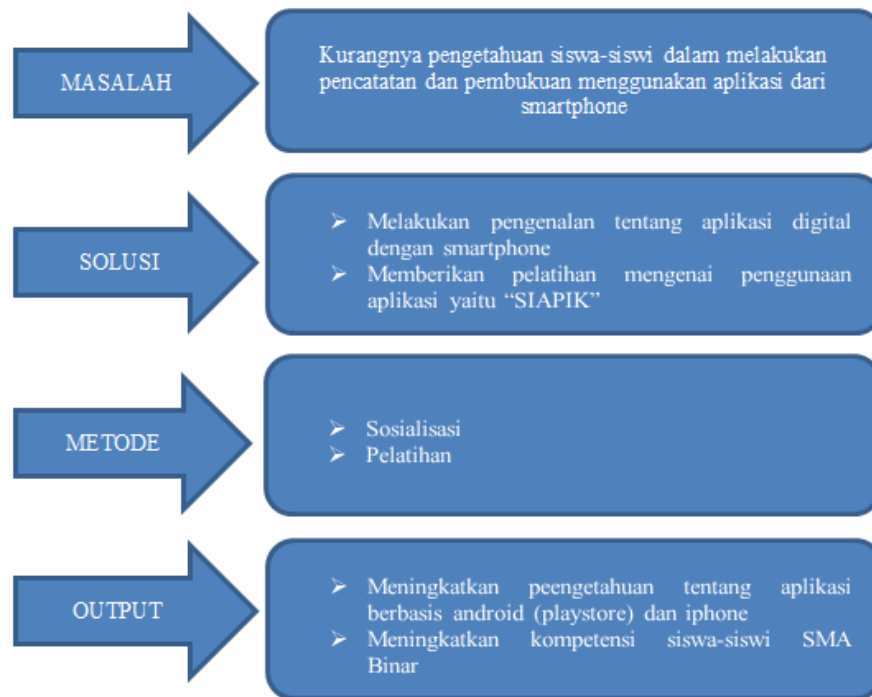 MASALAH
Kurangnya pengetahuan siswa-siswi dalam melakukan
pencatatan dan pembukuan menggunakan aplikasi dari
smartphone
SOLUSI
➢ Melakukan pengenalan tentang aplikasi digital
dengan smartphone
➢ Memberikan pelatihan mengenai penggunaan
aplikasi yaitu “SIAPIK”
METODE
➢ Sosialisasi
➢ Pelatihan
OUTPUT
➢ Meningkatkan peengetahuan tentang aplikasi
berbasis android (playstore) dan iphone
➢ Meningkatkan kompetensi siswa-siswi SMA
Binar